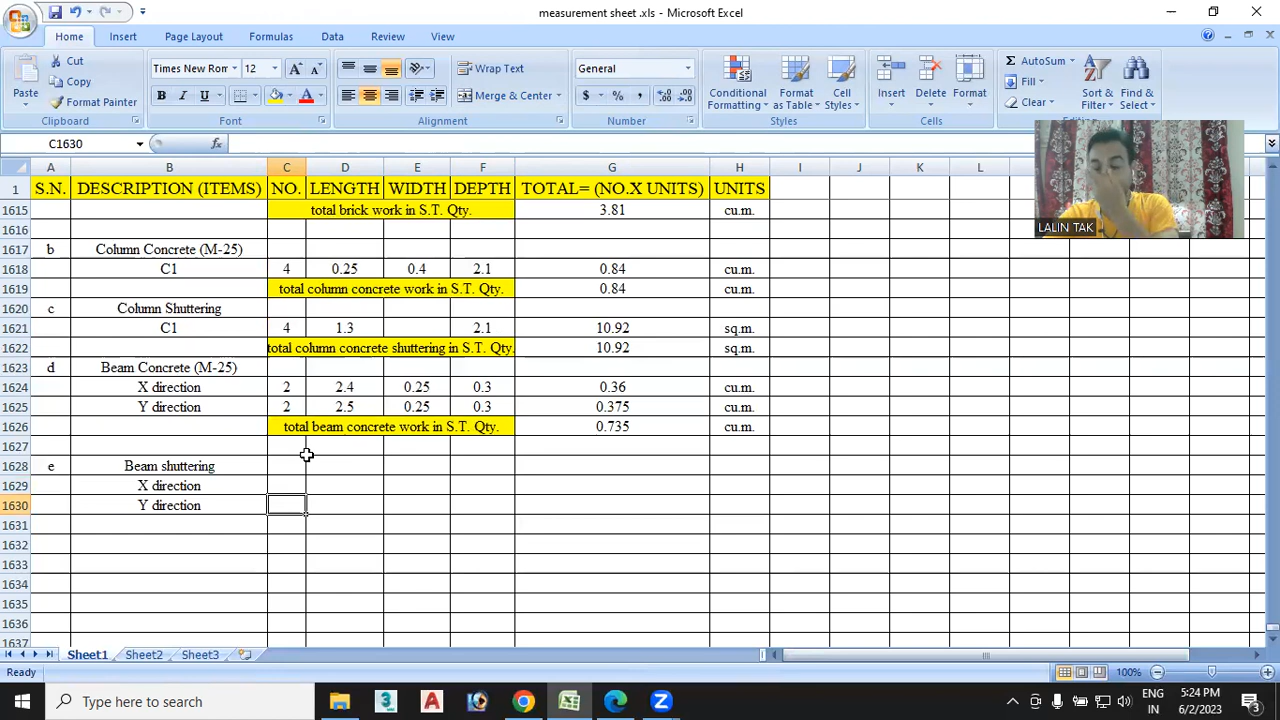 measurement sheet .xls - Microsoft Excel
Home Insert Page Layout Formulas Data Review View
Paste Cut Copy Format Painter Clipboard
Times New Ron 12 B I U Font
Wrap Text Merge & Center Alignment
General $ % , Number
Conditional Formatting Format as Table Cell Styles Styles
Insert Delete Format Cells
Σ AutoSum Fill Clear Sort & Filter Find & Select
C1630
A B C D E F G H I J K L
1 S.N. DESCRIPTION (ITEMS) NO. LENGTH WIDTH DEPTH TOTAL= (NO.X UNITS) UNITS
1615 total brick work in S.T. Qty. 3.81 cu.m.
1616
1617 b Column Concrete (M-25)
1618 C1 4 0.25 0.4 2.1 0.84 cu.m.
1619 total column concrete work in S.T. Qty. 0.84 cu.m.
1620 c Column Shuttering
1621 C1 4 1.3 2.1 10.92 sq.m.
1622 total column concrete shuttering in S.T. Qty. 10.92 sq.m.
1623 d Beam Concrete (M-25)
1624 X direction 2 2.4 0.25 0.3 0.36 cu.m.
1625 Y direction 2 2.5 0.25 0.3 0.375 cu.m.
1626 total beam concrete work in S.T. Qty. 0.735 cu.m.
1627
1628 e Beam shuttering
1629 X direction
1630 Y direction
1631
1632
1633
1634
1635
1636
1637
LALIN TAK
Sheet1 Sheet2 Sheet3
Ready 100%
Type here to search
ENG IN
5:24 PM
6/2/2023
3